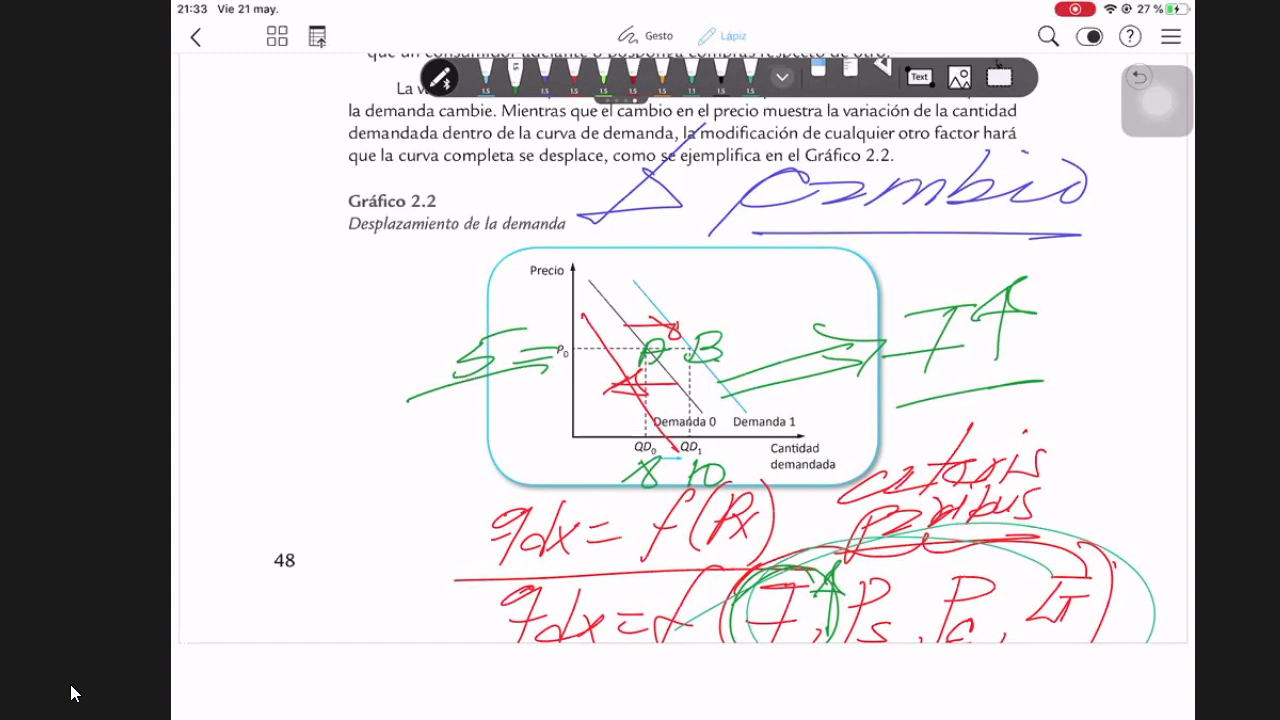 21:33 Vie 21 may.
27 %
Gesto
Lápiz
que un consumidor adelante o posponga compras respecto de otro.
Text
La v
la demanda cambie. Mientras que el cambio en el precio muestra la variación de la cantidad
demandada dentro de la curva de demanda, la modificación de cualquier otro factor hará
que la curva completa se desplace, como se ejemplifica en el Gráfico 2.2.
Δ cambio
Gráfico 2.2
Desplazamiento de la demanda
Precio
I↑
5 =
P0
A B
Demanda 0 Demanda 1
QD0 QD1
Cantidad
demandada
8 10
ceteris
paribus
qdx = f(Px)
48
qdx = f(I, Ps, Pc,